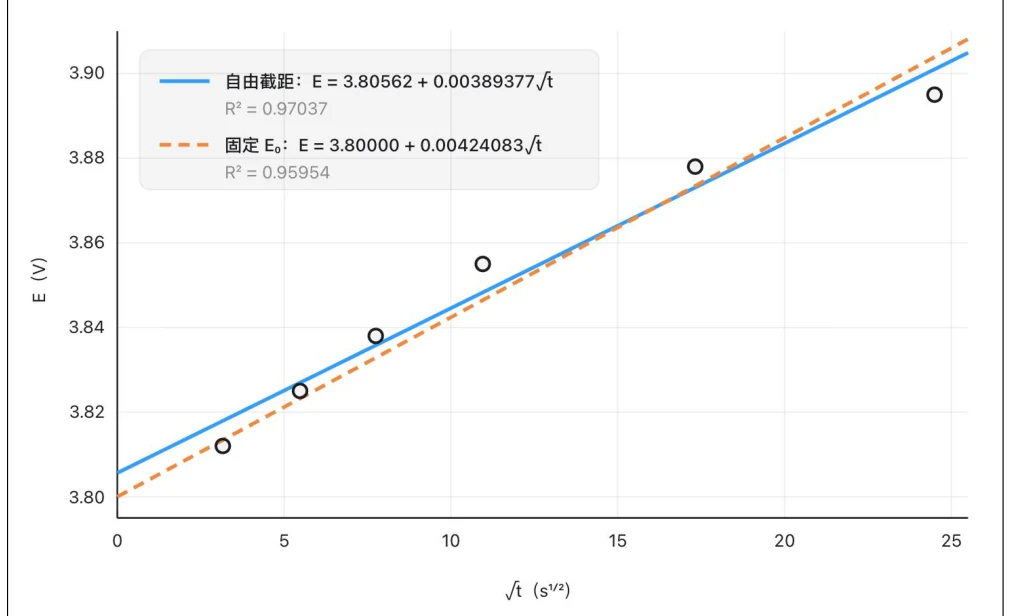 自由截距：E = 3.80562 + 0.00389377√t
R² = 0.97037
固定 E₀：E = 3.80000 + 0.00424083√t
R² = 0.95954
3.90
3.88
3.86
3.84
3.82
3.80
E（V）
0 5 10 15 20 25
√t（s¹ᐟ²）